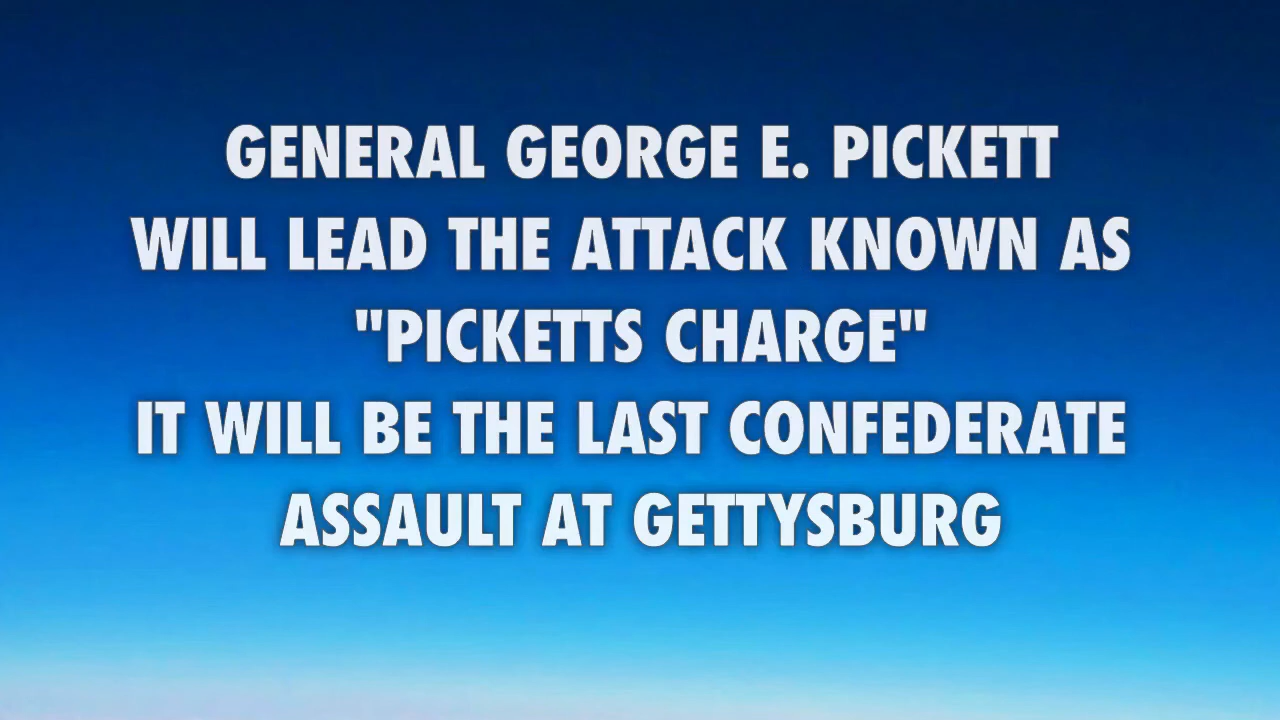 GENERAL GEORGE E. PICKETT
WILL LEAD THE ATTACK KNOWN AS
"PICKETTS CHARGE"
IT WILL BE THE LAST CONFEDERATE
ASSAULT AT GETTYSBURG